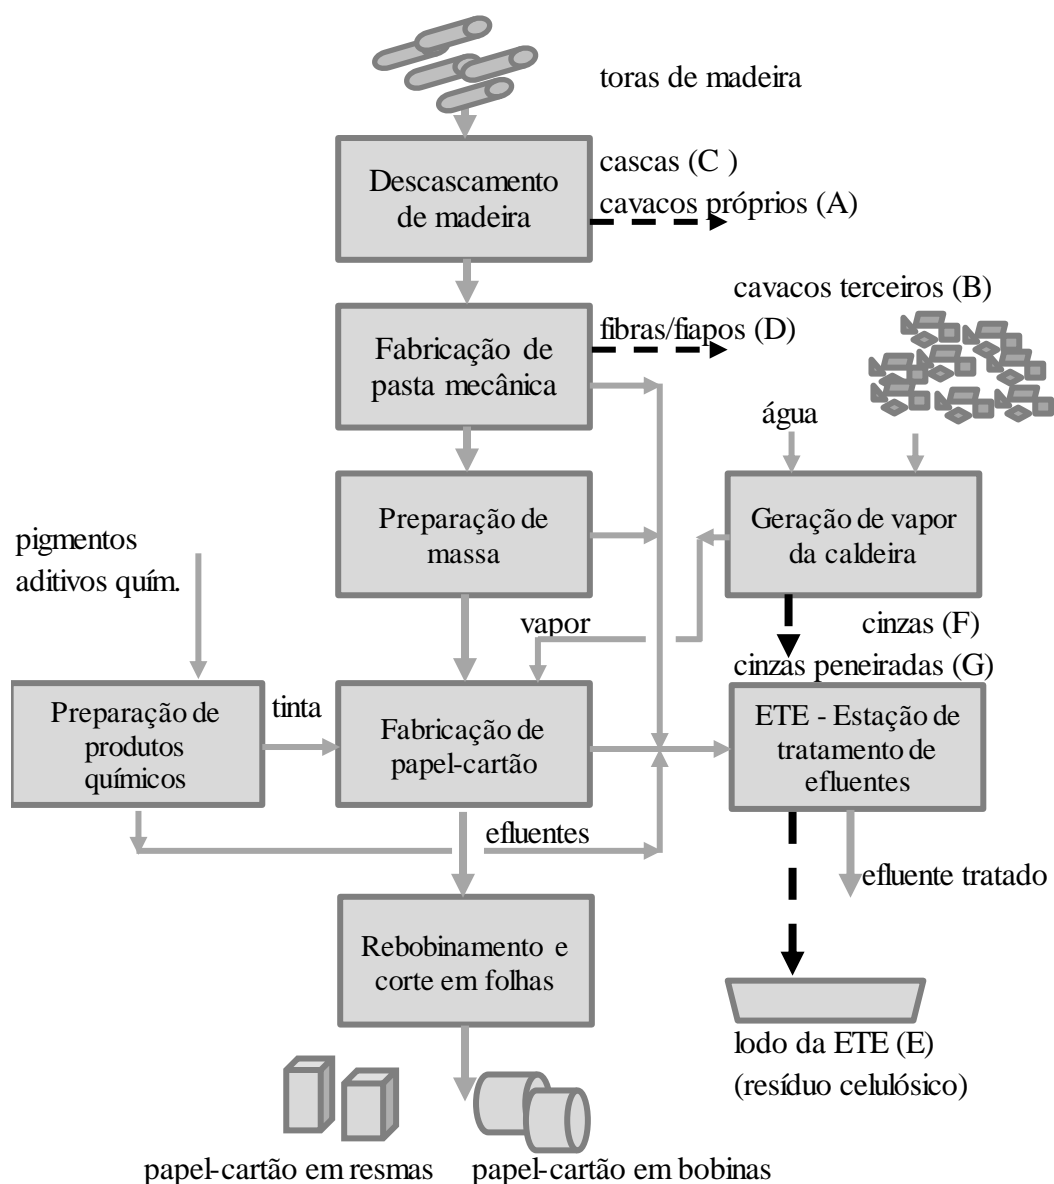 toras de madeira
Descascamento
de madeira
cascas (C )
cavacos próprios (A)
cavacos terceiros (B)
Fabricação de
pasta mecânica
fibras/fiapos (D)
água
Preparação de
massa
Geração de vapor
da caldeira
pigmentos
aditivos quím.
vapor
cinzas (F)
cinzas peneiradas (G)
Preparação de
produtos
químicos
tinta
Fabricação de
papel-cartão
ETE - Estação de
tratamento de
efluentes
efluentes
efluente tratado
Rebobinamento e
corte em folhas
lodo da ETE (E)
(resíduo celulósico)
papel-cartão em resmas
papel-cartão em bobinas